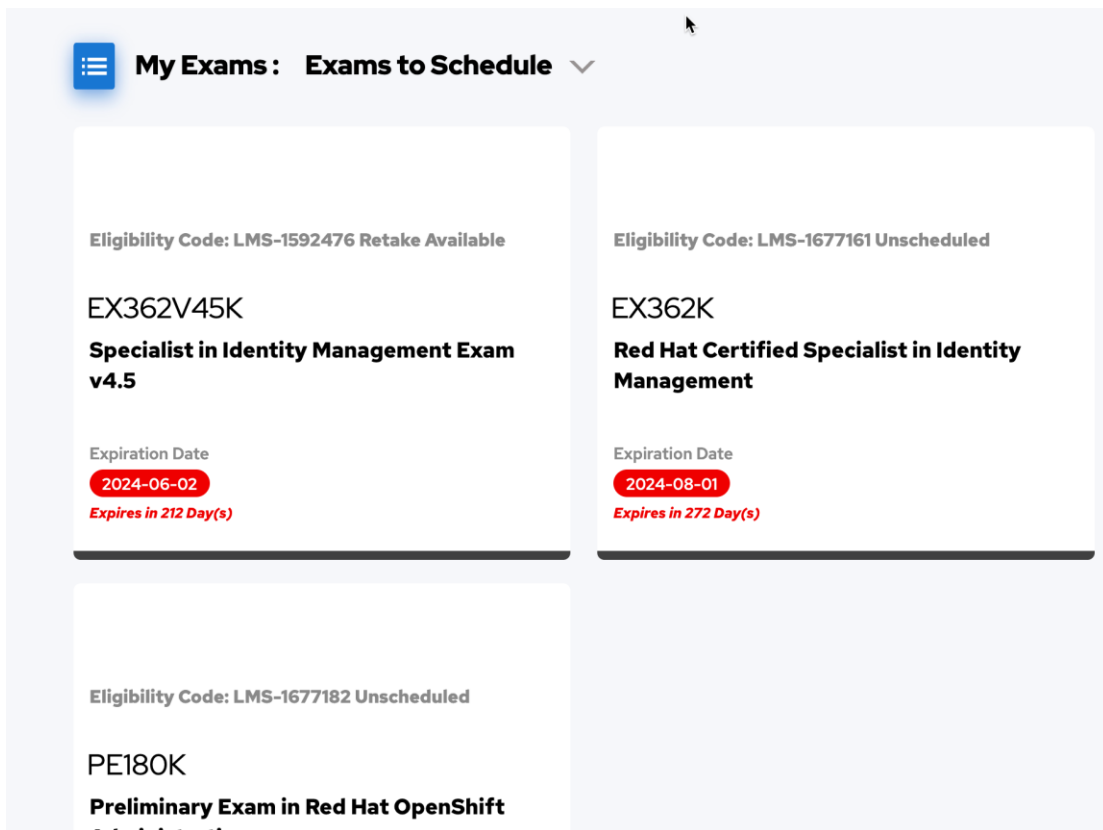 My Exams :   Exams to Schedule
Eligibility Code: LMS-1592476 Retake Available
EX362V45K
Specialist in Identity Management Exam
v4.5
Expiration Date
2024-06-02
Expires in 212 Day(s)
Eligibility Code: LMS-1677161 Unscheduled
EX362K
Red Hat Certified Specialist in Identity
Management
Expiration Date
2024-08-01
Expires in 272 Day(s)
Eligibility Code: LMS-1677182 Unscheduled
PE180K
Preliminary Exam in Red Hat OpenShift